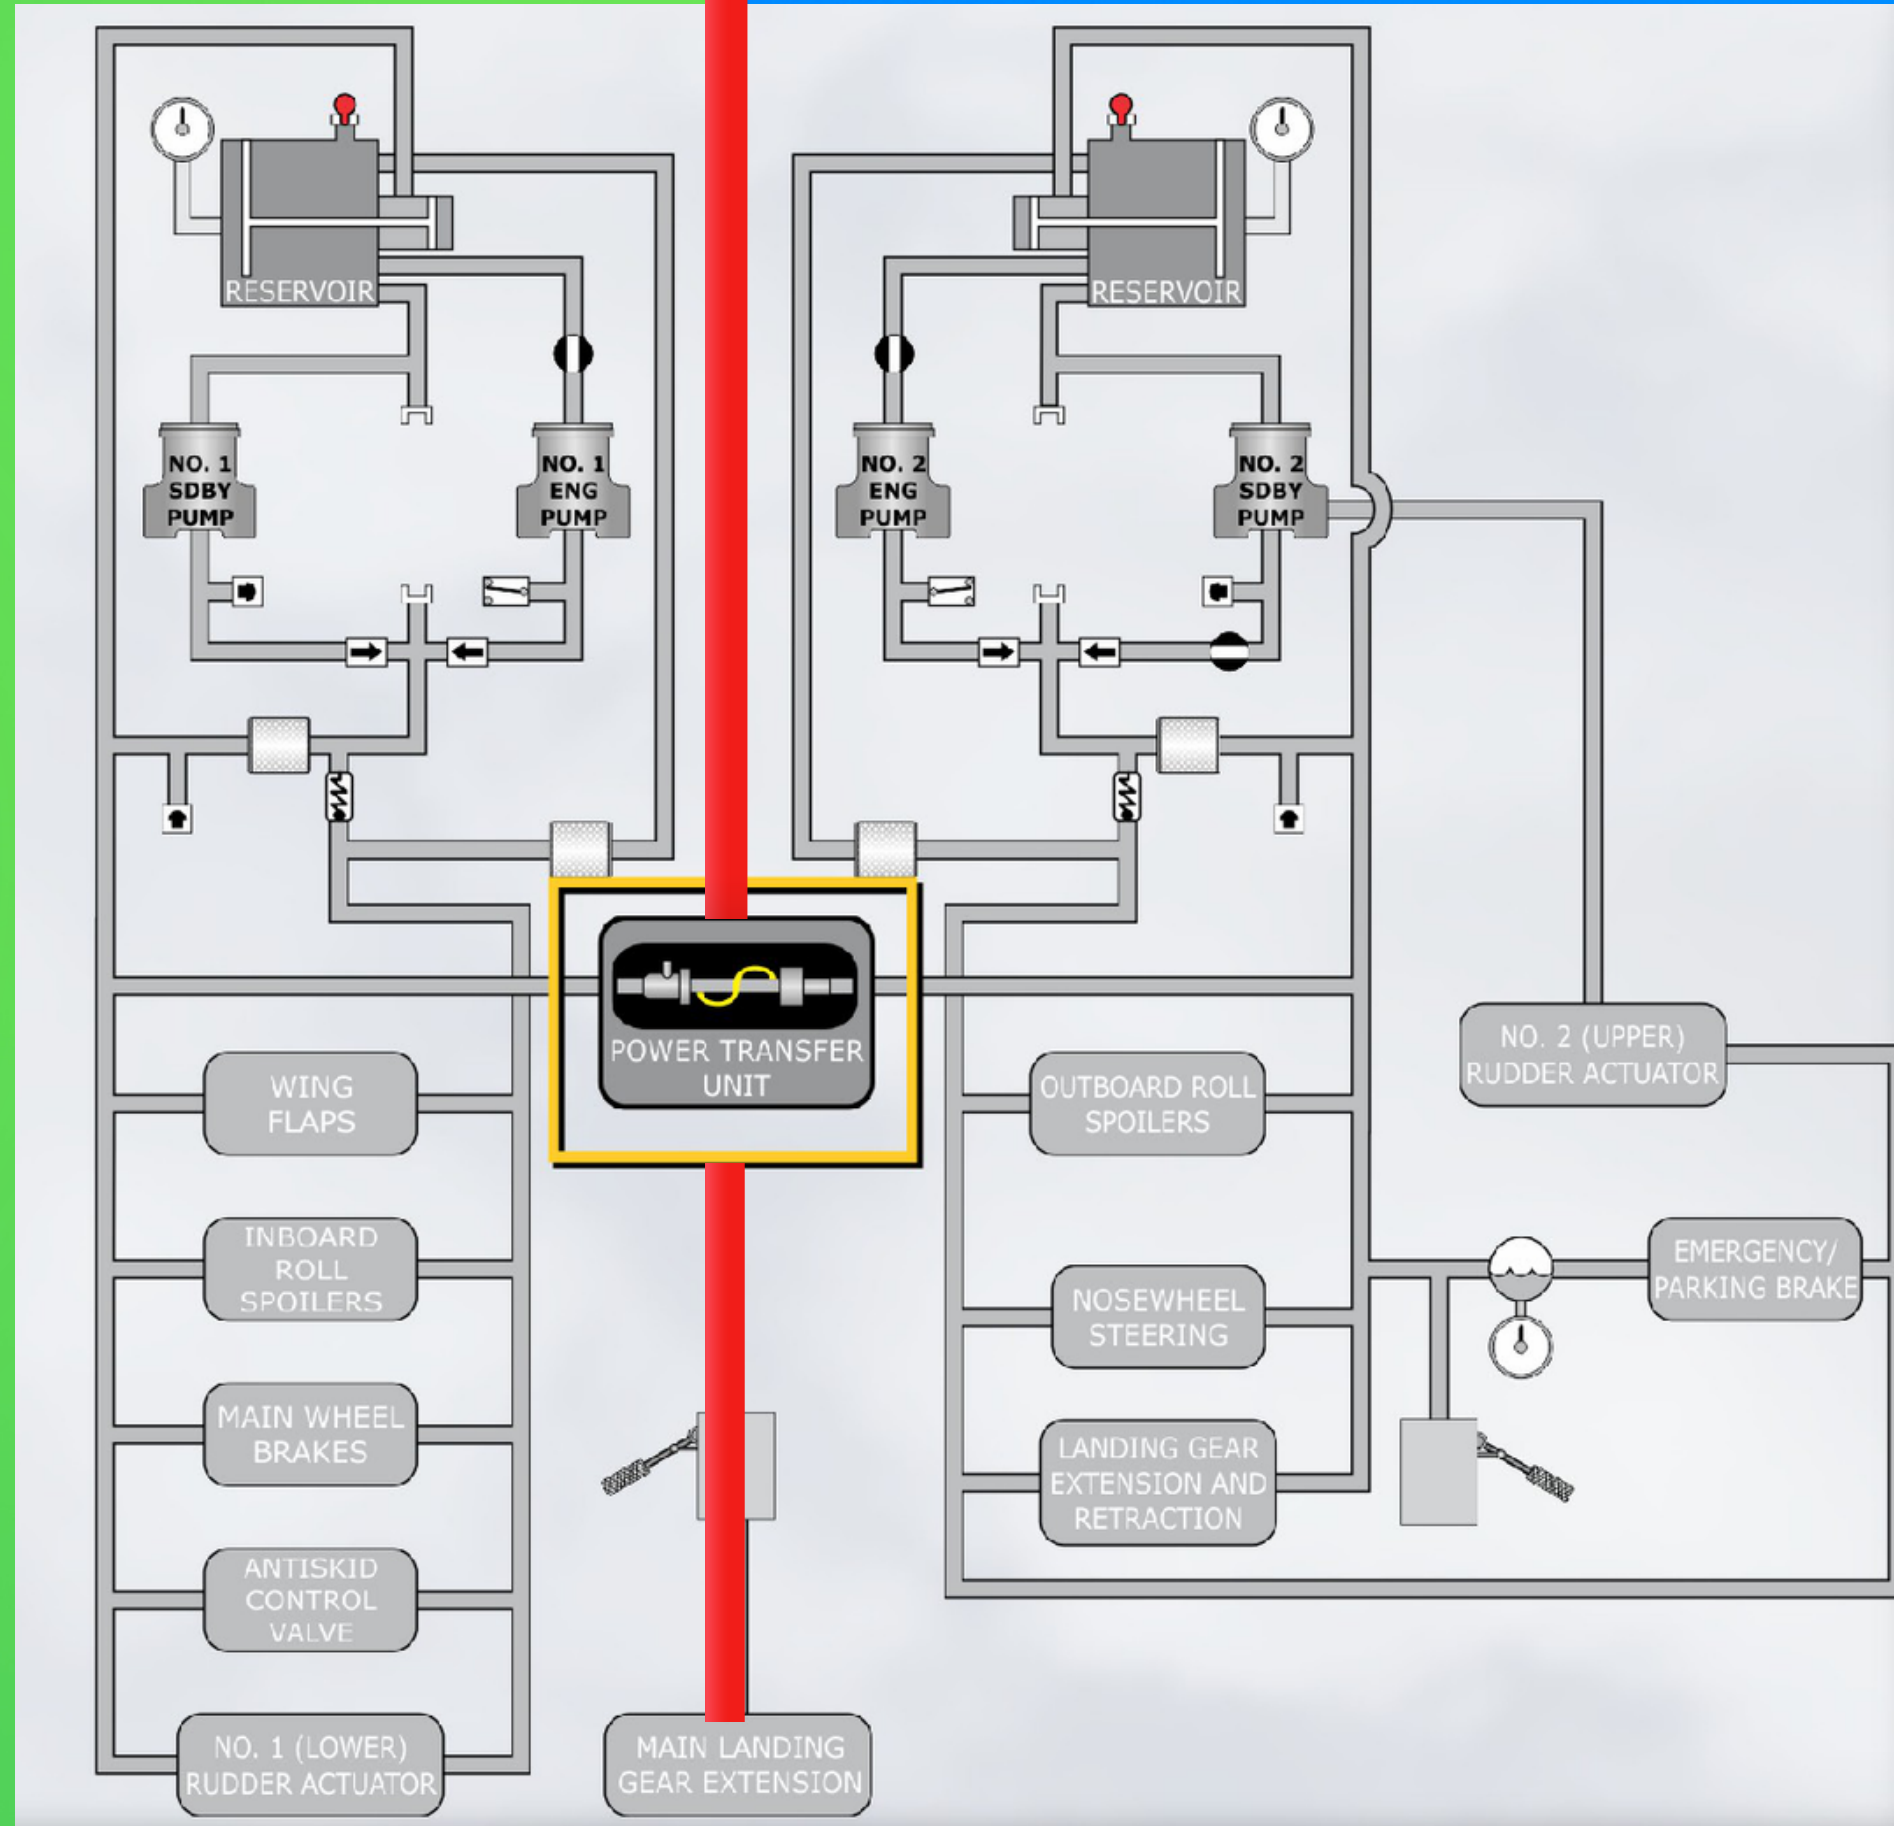 RESERVOIR
RESERVOIR
NO. 1
SDBY
PUMP
NO. 1
ENG
PUMP
NO. 2
ENG
PUMP
NO. 2
SDBY
PUMP
POWER TRANSFER
UNIT
WING
FLAPS
INBOARD
ROLL
SPOILERS
MAIN WHEEL
BRAKES
ANTISKID
CONTROL
VALVE
NO. 1 (LOWER)
RUDDER ACTUATOR
MAIN LANDING
GEAR EXTENSION
OUTBOARD ROLL
SPOILERS
NOSEWHEEL
STEERING
LANDING GEAR
EXTENSION AND
RETRACTION
NO. 2 (UPPER)
RUDDER ACTUATOR
EMERGENCY/
PARKING BRAKE